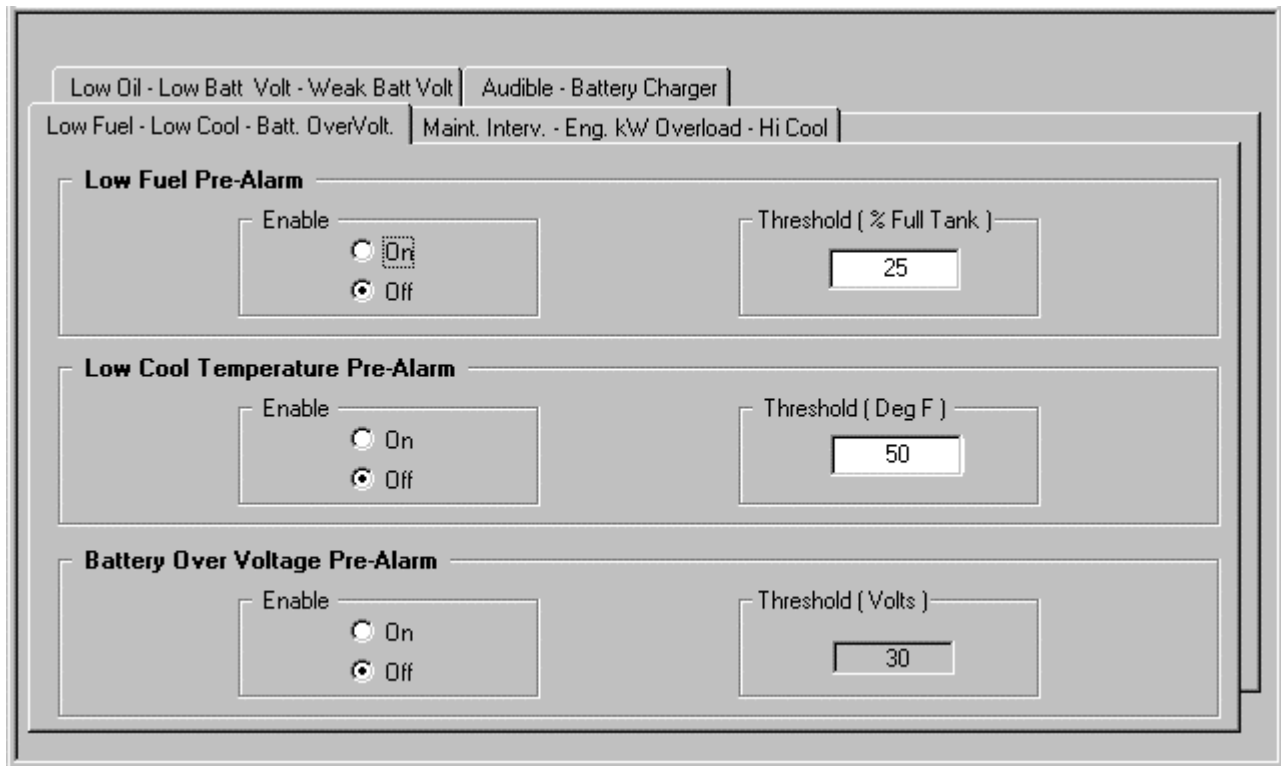 Low Oil - Low Batt  Volt - Weak Batt Volt
Audible - Battery Charger
Low Fuel - Low Cool - Batt. OverVolt.
Maint. Interv. - Eng. kW Overload - Hi Cool
Low Fuel Pre-Alarm
Enable
On
Off
Threshold ( % Full Tank )
25
Low Cool Temperature Pre-Alarm
Enable
On
Off
Threshold ( Deg F )
50
Battery Over Voltage Pre-Alarm
Enable
On
Off
Threshold ( Volts )
30